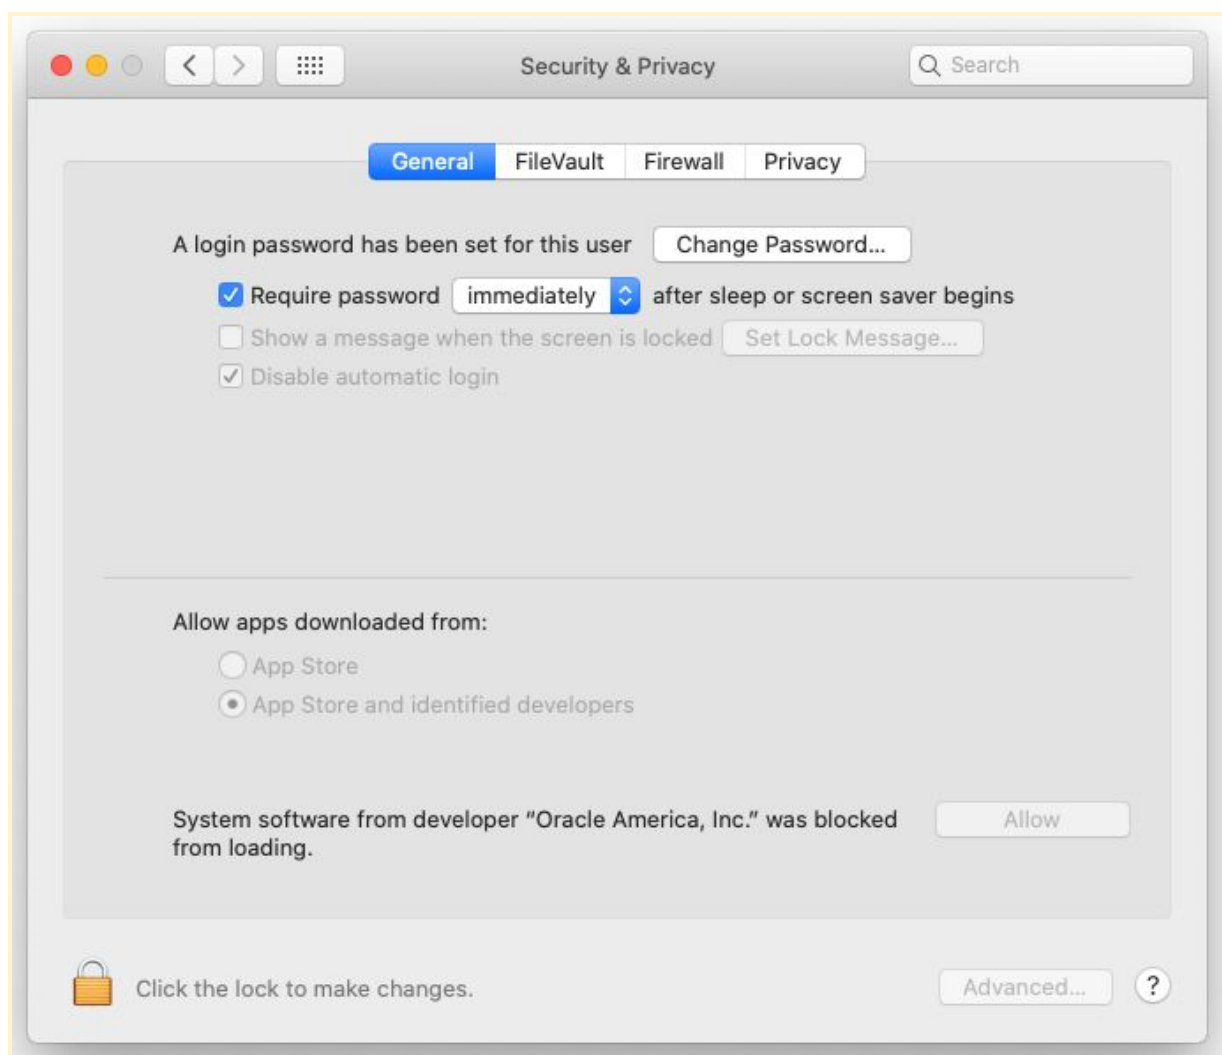 Security & Privacy
Search
General FileVault Firewall Privacy
A login password has been set for this user Change Password...
Require password immediately after sleep or screen saver begins
Show a message when the screen is locked Set Lock Message...
Disable automatic login
Allow apps downloaded from:
App Store
App Store and identified developers
System software from developer “Oracle America, Inc.” was blocked Allow
from loading.
Click the lock to make changes. Advanced... ?